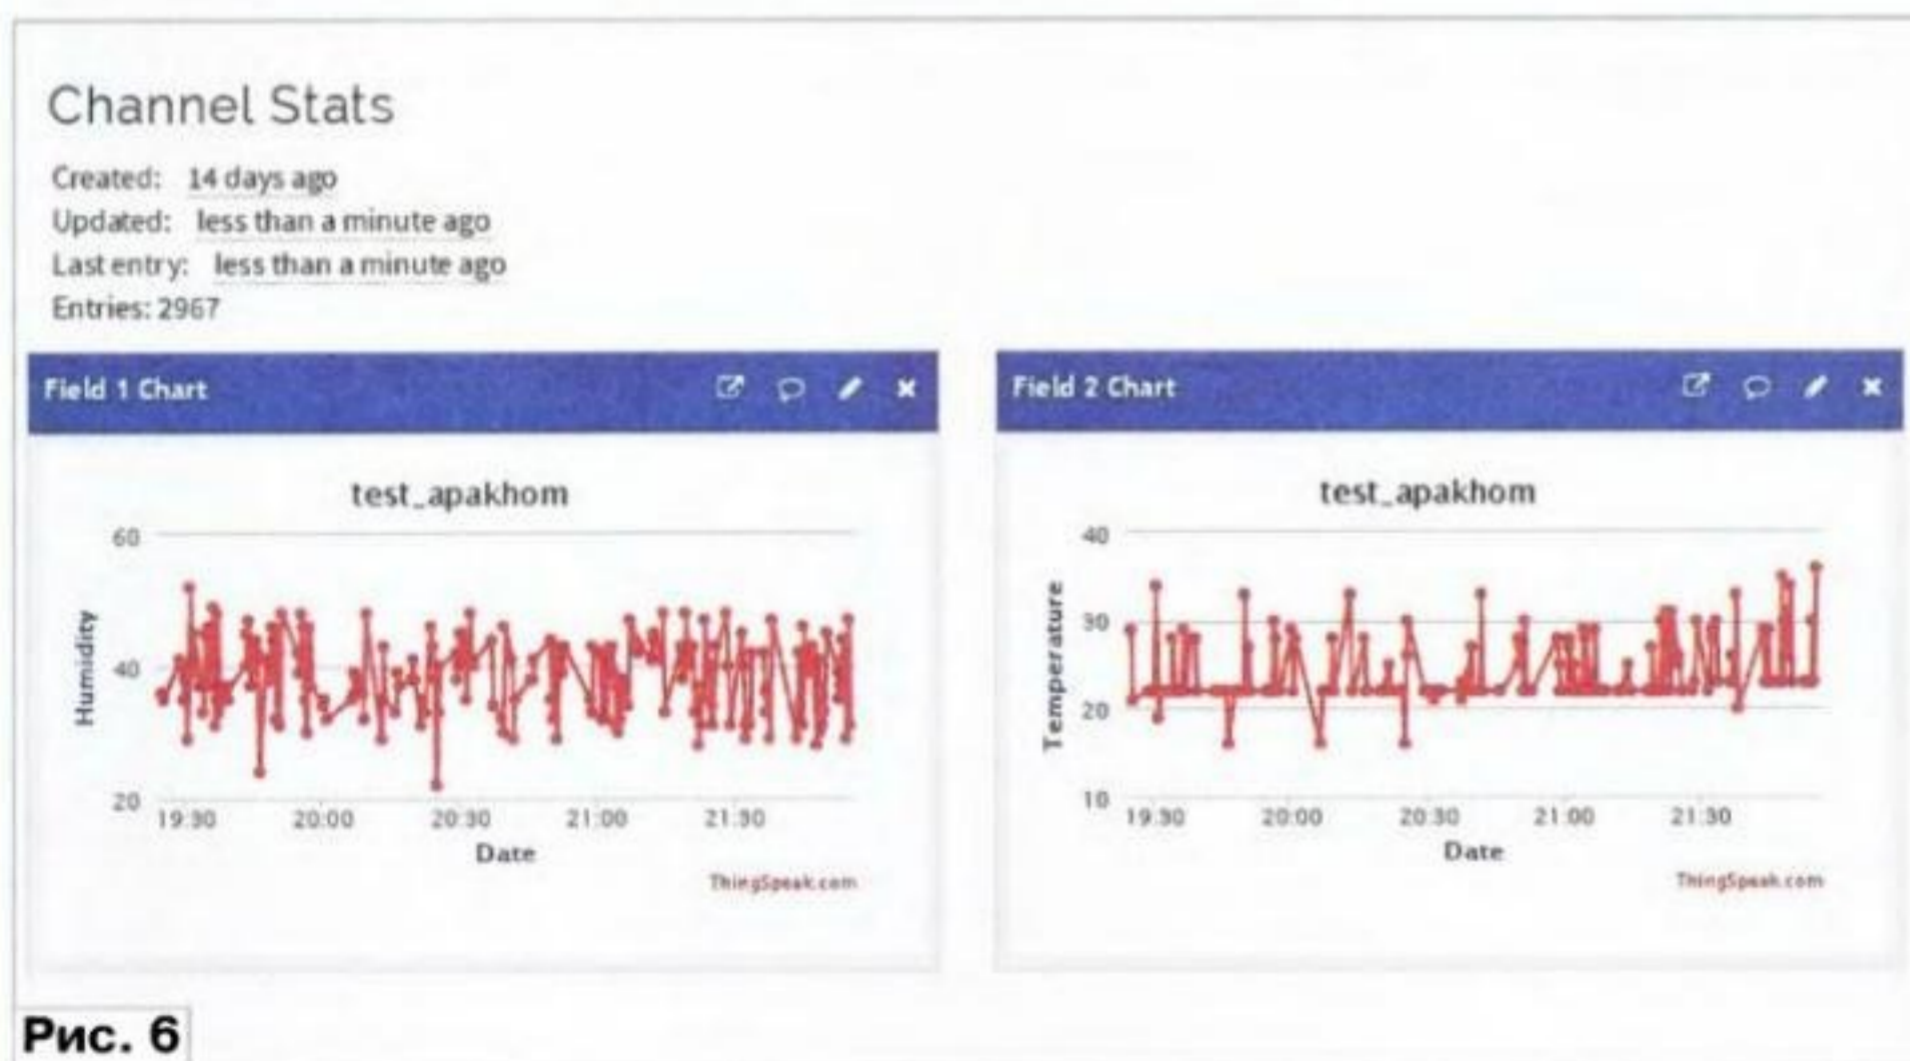 Channel Stats
Created: 14 days ago
Updated: less than a minute ago
Last entry: less than a minute ago
Entries: 2967
Field 1 Chart
test_apakhom
60
40
20
Humidity
19:30 20:00 20:30 21:00 21:30
Date
ThingSpeak.com
Field 2 Chart
test_apakhom
40
30
20
10
Temperature
19:30 20:00 20:30 21:00 21:30
Date
ThingSpeak.com
Рис. 6